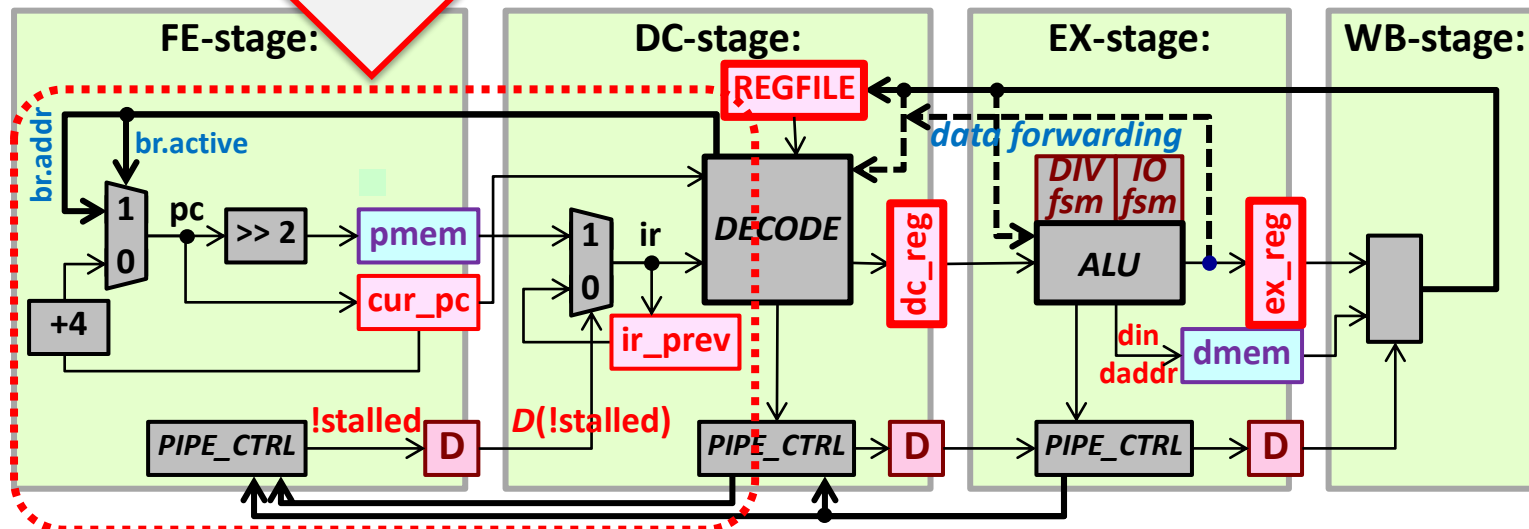 FE-stage:
DC-stage:
EX-stage:
WB-stage:
REGFILE
br.addr
br.active
data forwarding
DIV
fsm
IO
fsm
1
0
pc
>> 2
pmem
1
0
ir
DECODE
dc_reg
ALU
ex_reg
+4
cur_pc
ir_prev
din
daddr
dmem
PIPE_CTRL
!stalled
D
D(!stalled)
PIPE_CTRL
D
PIPE_CTRL
D